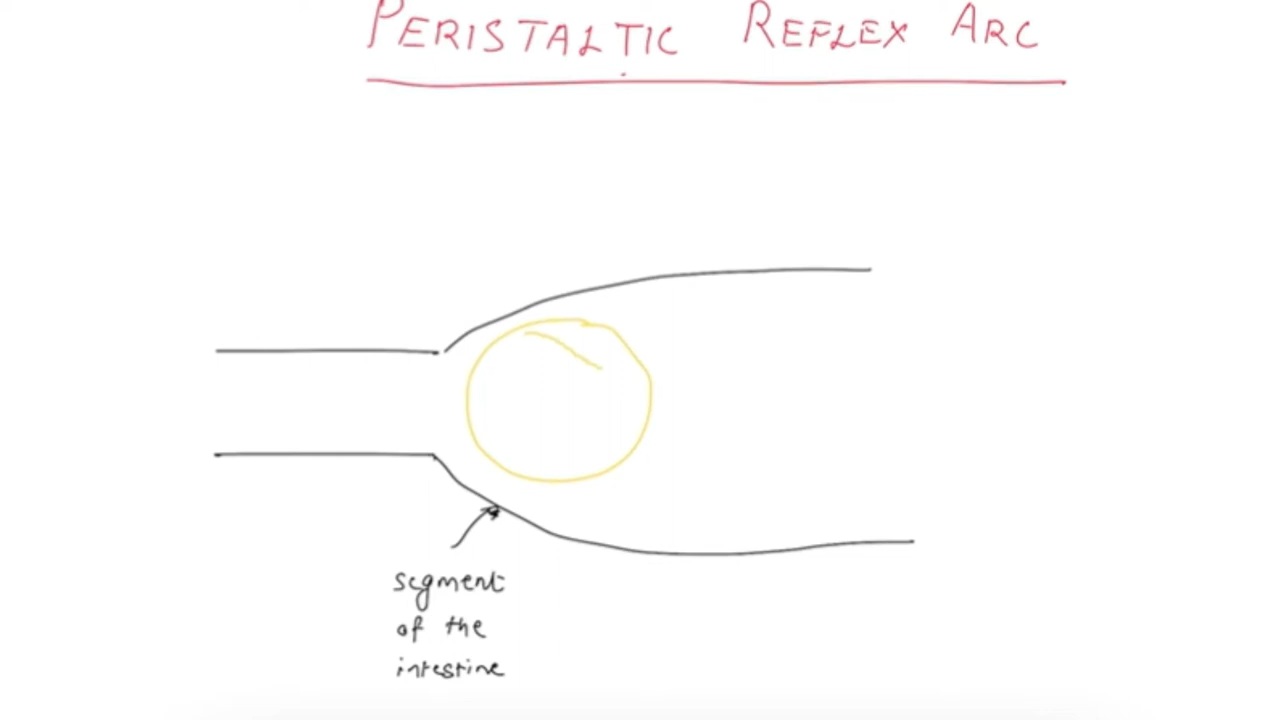 PERISTALTIC REFLEX ARC
segment
of the
intestine